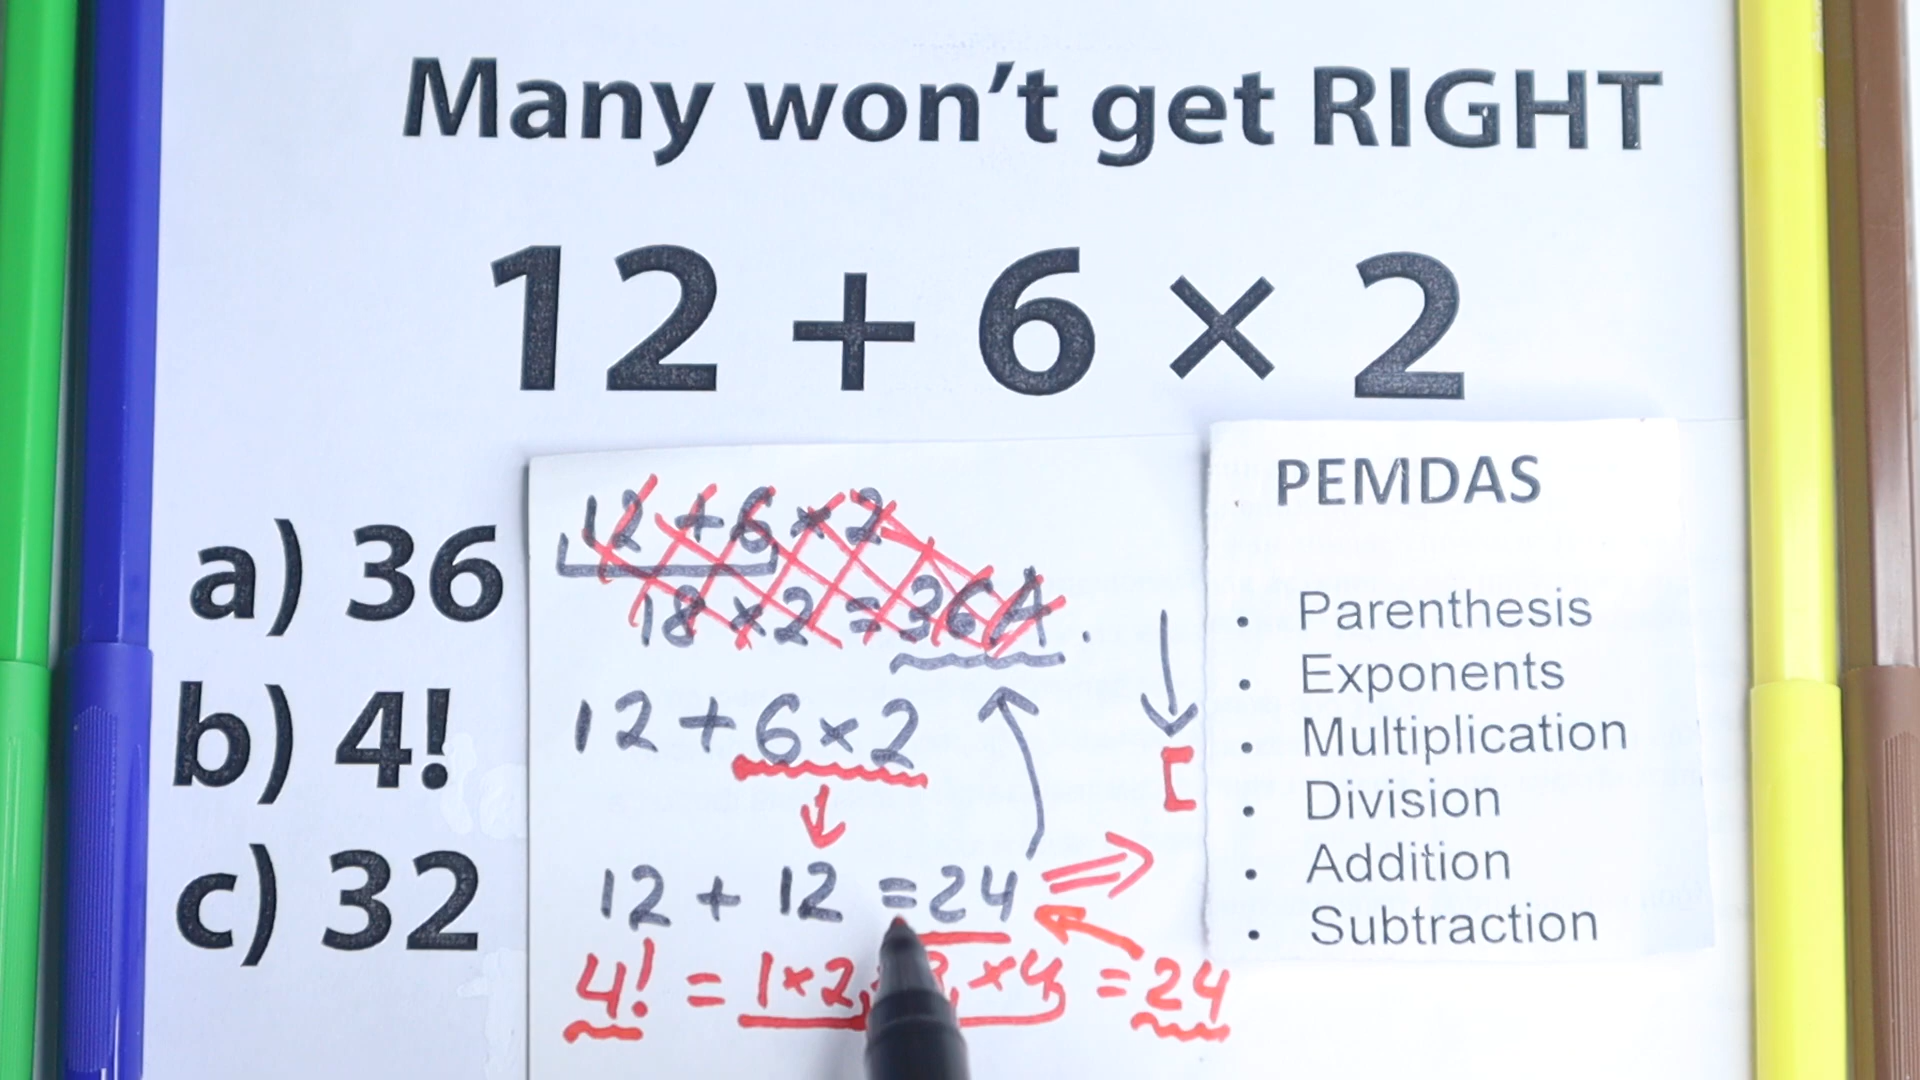 Many won't get RIGHT
12 + 6 × 2
a) 36
b) 4!
c) 32
12 + 6 × 2
18 × 2 = 36 A.
12 + 6 × 2
12 + 12 = 24
4! = 1 × 2 × 3 × 4 = 24
PEMDAS
• Parenthesis
• Exponents
• Multiplication
• Division
• Addition
• Subtraction